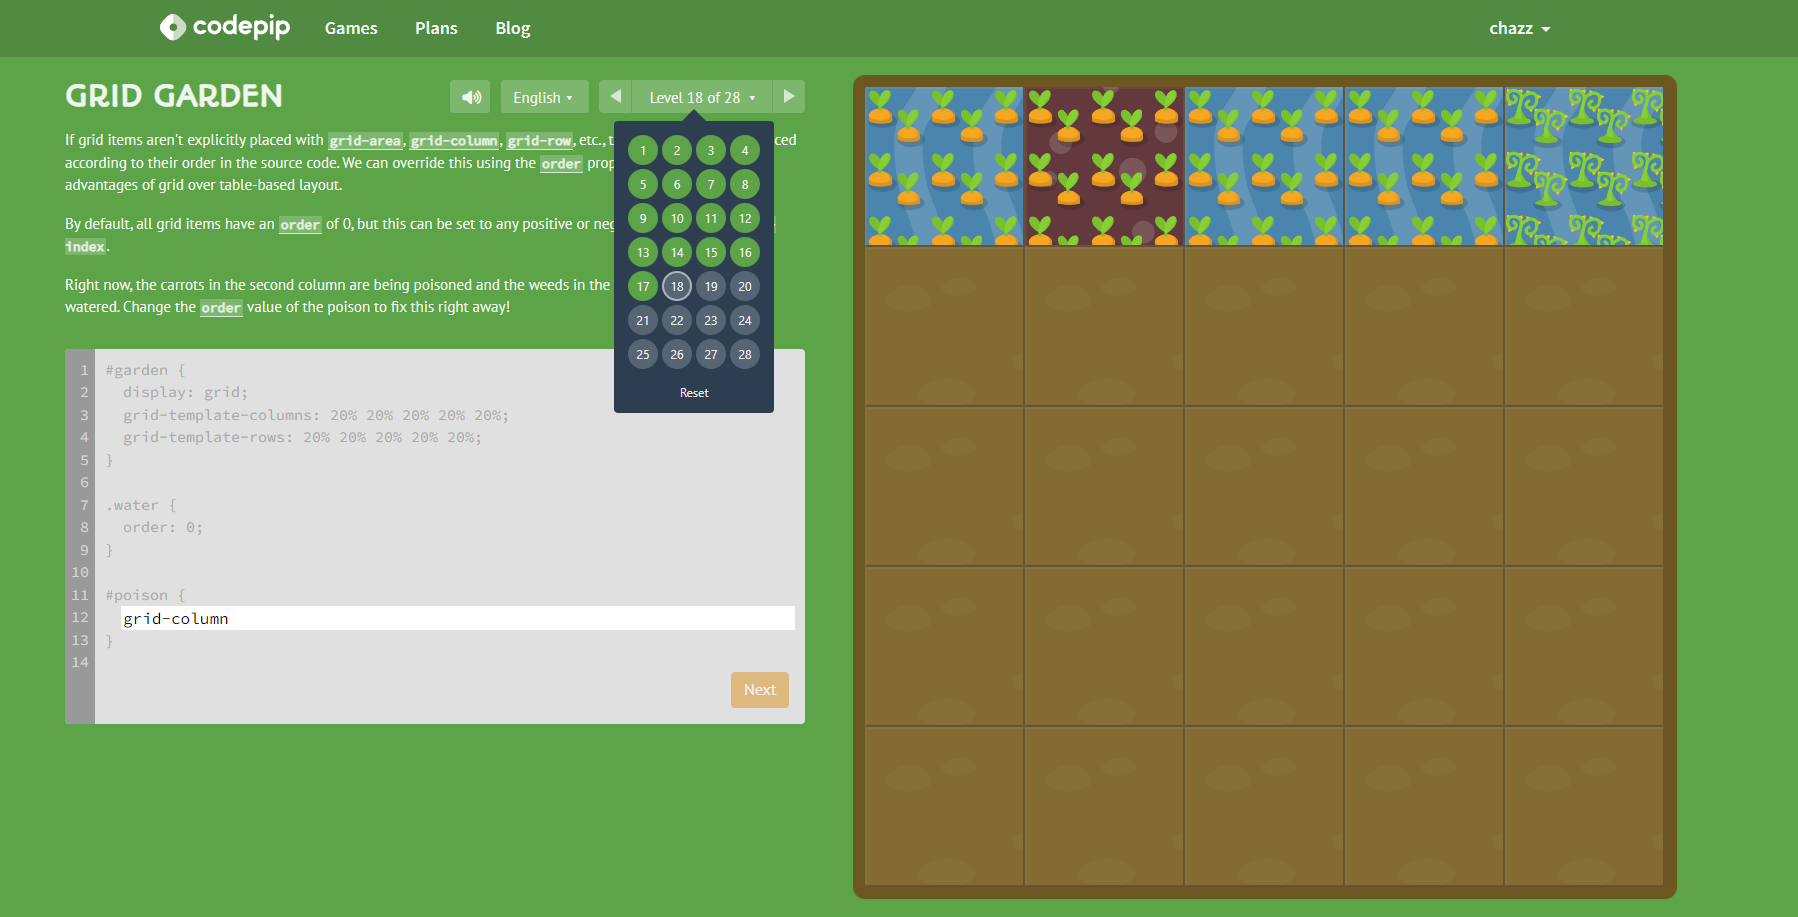 codepip Games Plans Blog chazz
GRID GARDEN English Level 18 of 28
If grid items aren't explicitly placed with grid-area, grid-column, grid-row, etc.,
according to their order in the source code. We can override this using the order
advantages of grid over table-based layout.
By default, all grid items have an order of 0, but this can be set to any positive or
index.
Right now, the carrots in the second column are being poisoned and the weeds in the
watered. Change the order value of the poison to fix this right away!
1 2 3 4
5 6 7 8
9 10 11 12
13 14 15 16
17 18 19 20
21 22 23 24
25 26 27 28
Reset
1 #garden {
2 display: grid;
3 grid-template-columns: 20% 20% 20% 20% 20%;
4 grid-template-rows: 20% 20% 20% 20% 20%;
5 }
6
7 .water {
8 order: 0;
9 }
10
11 #poison {
12 grid-column
13 }
14
Next